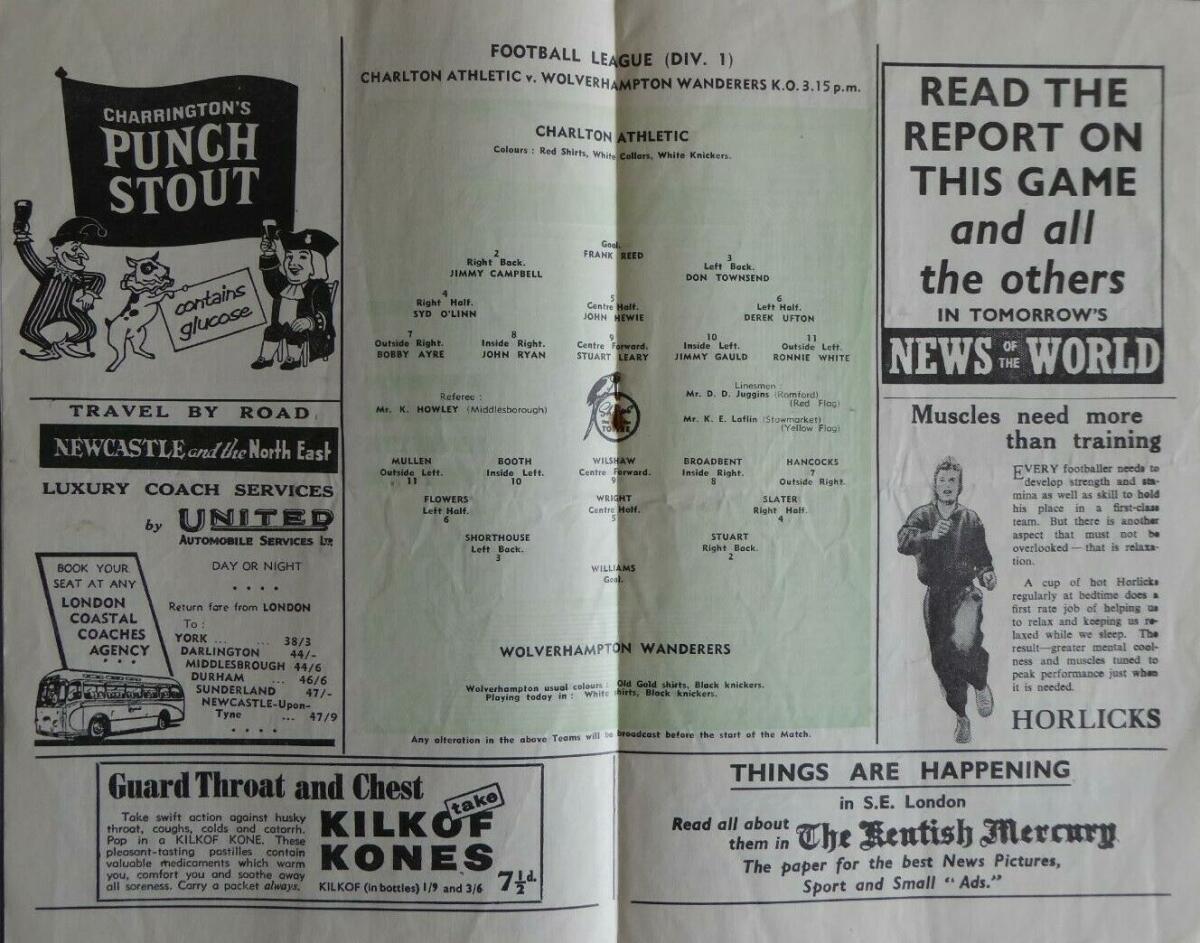 CHARRINGTON'S
PUNCH
STOUT
contains
glucose
TRAVEL BY ROAD
NEWCASTLE and the North East
LUXURY COACH SERVICES
by UNITED
AUTOMOBILE SERVICES LTD.
BOOK YOUR
SEAT AT ANY
LONDON
COASTAL
COACHES
AGENCY
DAY OR NIGHT
Return fare from LONDON
To :
YORK ... ... 38/3
DARLINGTON 44/-
MIDDLESBROUGH 44/6
DURHAM ... 46/6
SUNDERLAND 47/-
NEWCASTLE-Upon-
Tyne ... 47/9
FOOTBALL LEAGUE (DIV. 1)
CHARLTON ATHLETIC v. WOLVERHAMPTON WANDERERS K.O. 3.15 p.m.
CHARLTON ATHLETIC
Colours : Red Shirts, White Collars, White Knickers.
Goal.
FRANK REED
2
Right Back.
JIMMY CAMPBELL
3
Left Back.
DON TOWNSEND
4
Right Half.
SYD O'LINN
5
Centre Half.
JOHN HEWIE
6
Left Half.
DEREK UFTON
7
Outside Right.
BOBBY AYRE
8
Inside Right.
JOHN RYAN
9
Centre Forward.
STUART LEARY
10
Inside Left.
JIMMY GAULD
11
Outside Left.
RONNIE WHITE
Referee :
Mr. K. HOWLEY (Middlesborough)
Linesmen :
Mr. D. D. Juggins (Romford)
(Red Flag)
Mr. K. E. Laflin (Stowmarket)
(Yellow Flag)
MULLEN
Outside Left.
11
BOOTH
Inside Left.
10
WILSHAW
Centre Forward.
9
BROADBENT
Inside Right.
8
HANCOCKS
7
Outside Right.
FLOWERS
Left Half.
6
WRIGHT
Centre Half.
5
SLATER
Right Half.
4
SHORTHOUSE
Left Back.
3
STUART
Right Back.
2
WILLIAMS
Goal.
WOLVERHAMPTON WANDERERS
Wolverhampton usual colours : Old Gold shirts, Black knickers.
Playing today in : White shirts, Black knickers.
Any alteration in the above Teams will be broadcast before the start of the Match.
READ THE
REPORT ON
THIS GAME
and all
the others
IN TOMORROW'S
NEWS OF THE WORLD
Muscles need more
than training
EVERY footballer needs to
develop strength and sta-
mina as well as skill to hold
his place in a first-class
team. But there is another
aspect that must not be
overlooked — that is relaxa-
tion.
A cup of hot Horlicks
regularly at bedtime does a
first rate job of helping us
to relax and keeping us re-
laxed while we sleep. The
result—greater mental cool-
ness and muscles tuned to
peak performance just when
it is needed.
HORLICKS
Guard Throat and Chest
Take swift action against husky
throat, coughs, colds and catarrh.
Pop in a KILKOF KONE. These
pleasant-tasting pastilles contain
valuable medicaments which warm
you, comfort you and soothe away
all soreness. Carry a packet always.
take
KILKOF
KONES
7½d.
KILKOF (in bottles) 1/9 and 3/6
THINGS ARE HAPPENING
in S.E. London
Read all about
them in The Kentish Mercury
The paper for the best News Pictures,
Sport and Small "Ads."